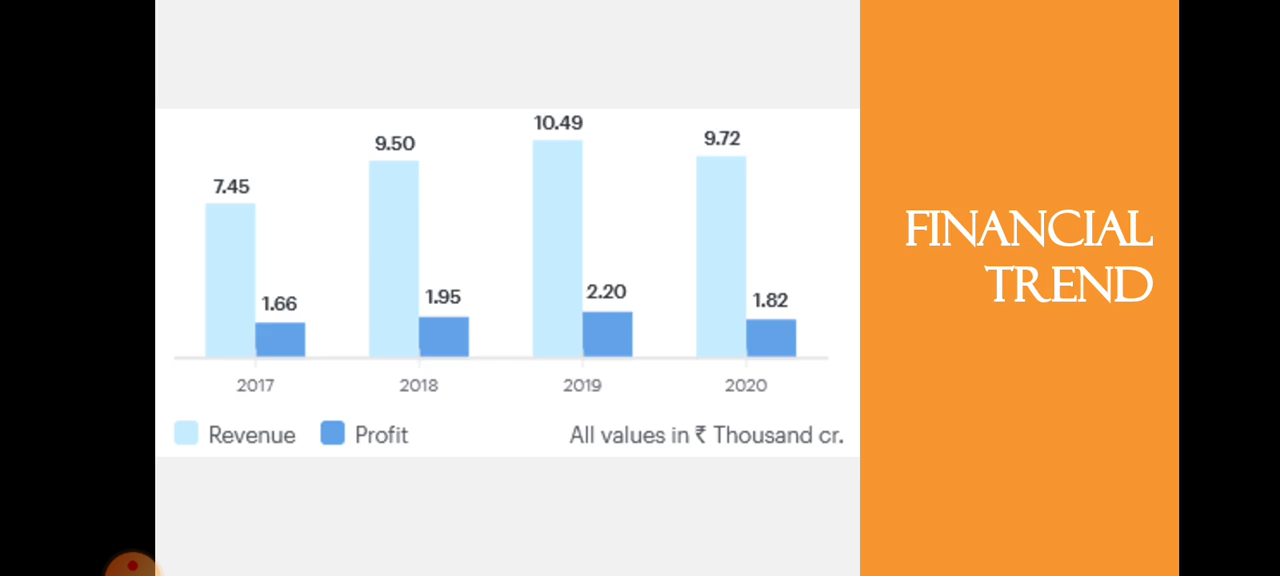 10.49
9.50
9.72
7.45
1.66
1.95
2.20
1.82
2017 2018 2019 2020
Revenue Profit All values in ₹ Thousand cr.
FINANCIAL
TREND